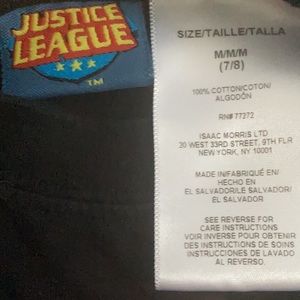 JUSTICE
LEAGUE
TM
SIZE/TAILLE/TALLA
M/M/M
(7/8)
100% COTTON/COTON/
ALGODÓN
RN# 77272
ISAAC MORRIS LTD
20 WEST 33RD STREET, 9TH FLR
NEW YORK, NY 10001
MADE IN/FABRIQUÉ EN/
HECHO EN
EL SALVADOR/LE SALVADOR/
EL SALVADOR
SEE REVERSE FOR
CARE INSTRUCTIONS
VOIR INVERSE POUR OBTENIR
DES INSTRUCTIONS DE SOINS
INSTRUCCIONES DE LAVADO
AL REVERSO.